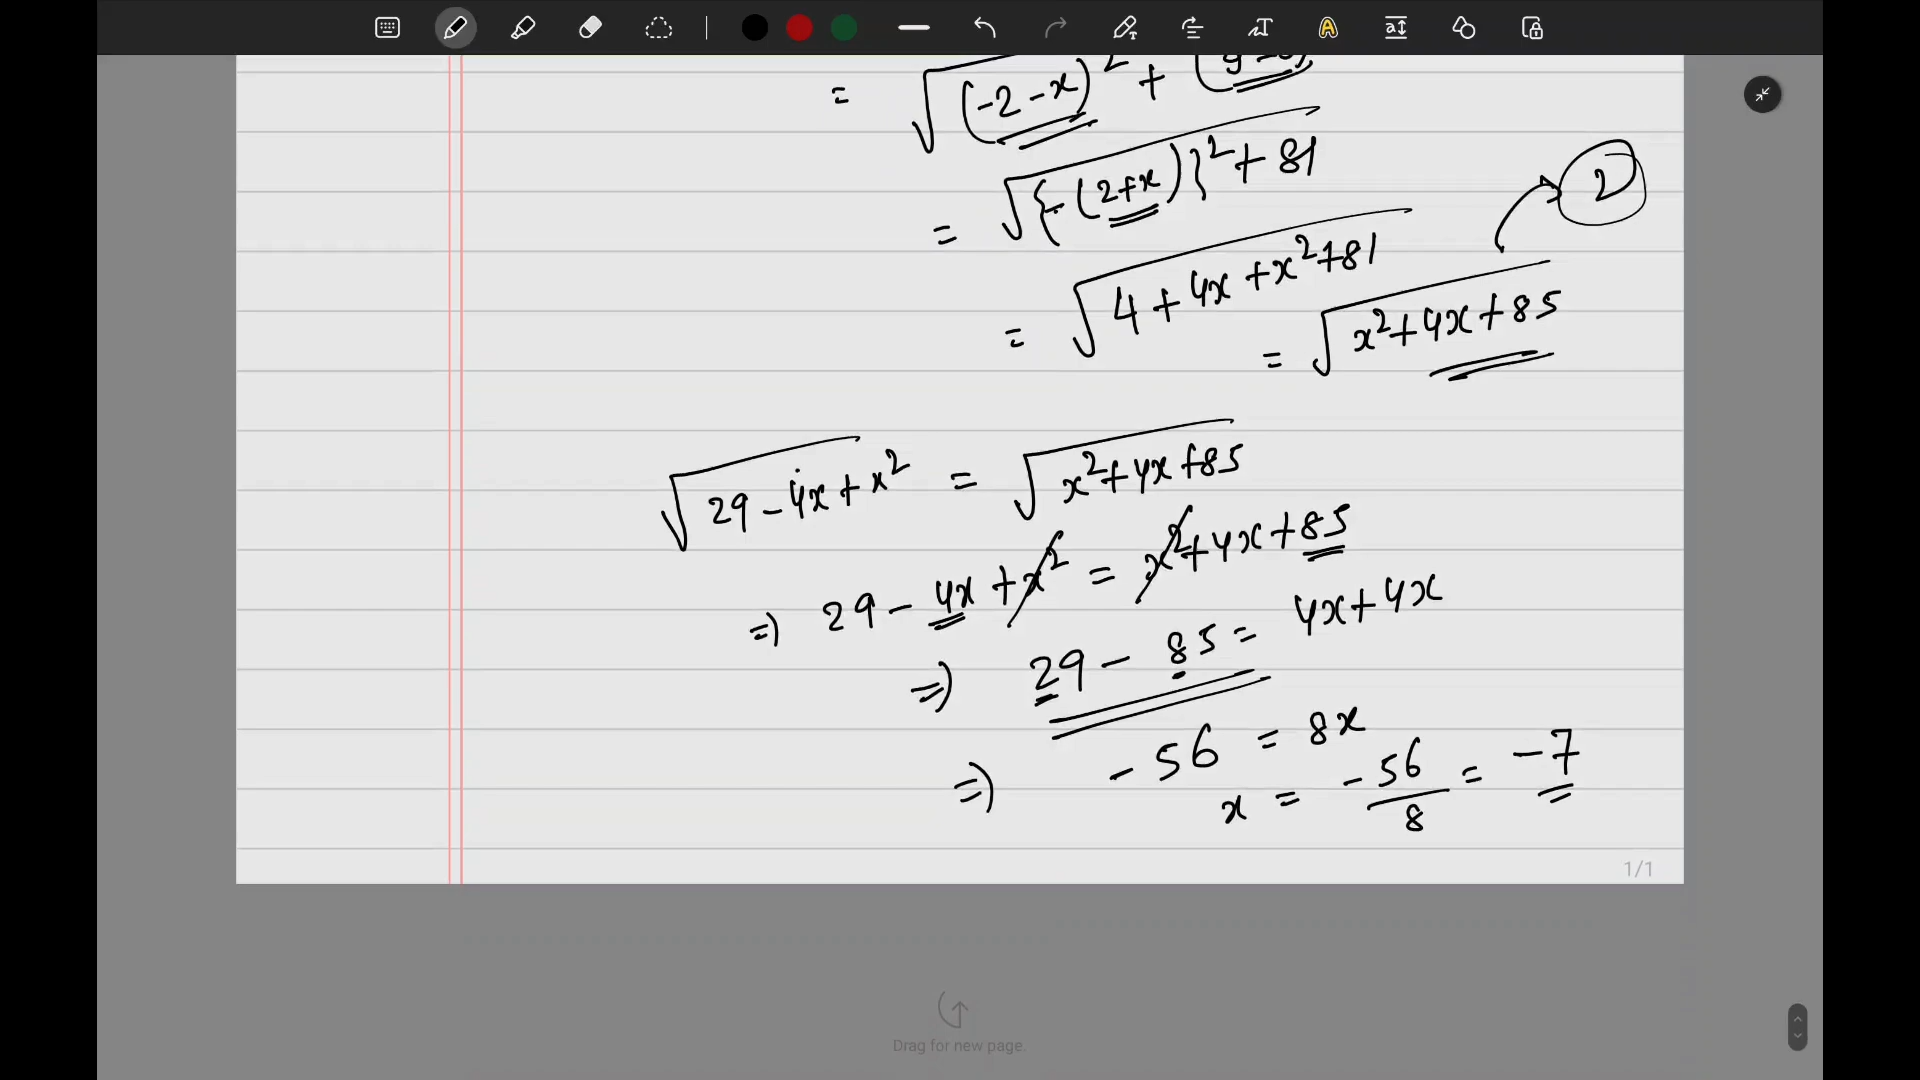 = √(-2-x)² + (9-0)
= √{-(2+x)}² + 81
2
= √4 + 4x + x² + 81
= √x² + 4x + 85
√29 - 4x + x² = √x² + 4x + 85
⇒) 29 - 4x + x² = x² + 4x + 85
⇒) 29 - 85 = 4x + 4x
⇒) - 56 = 8x
x = -56/8 = -7
1/1
Drag for new page.